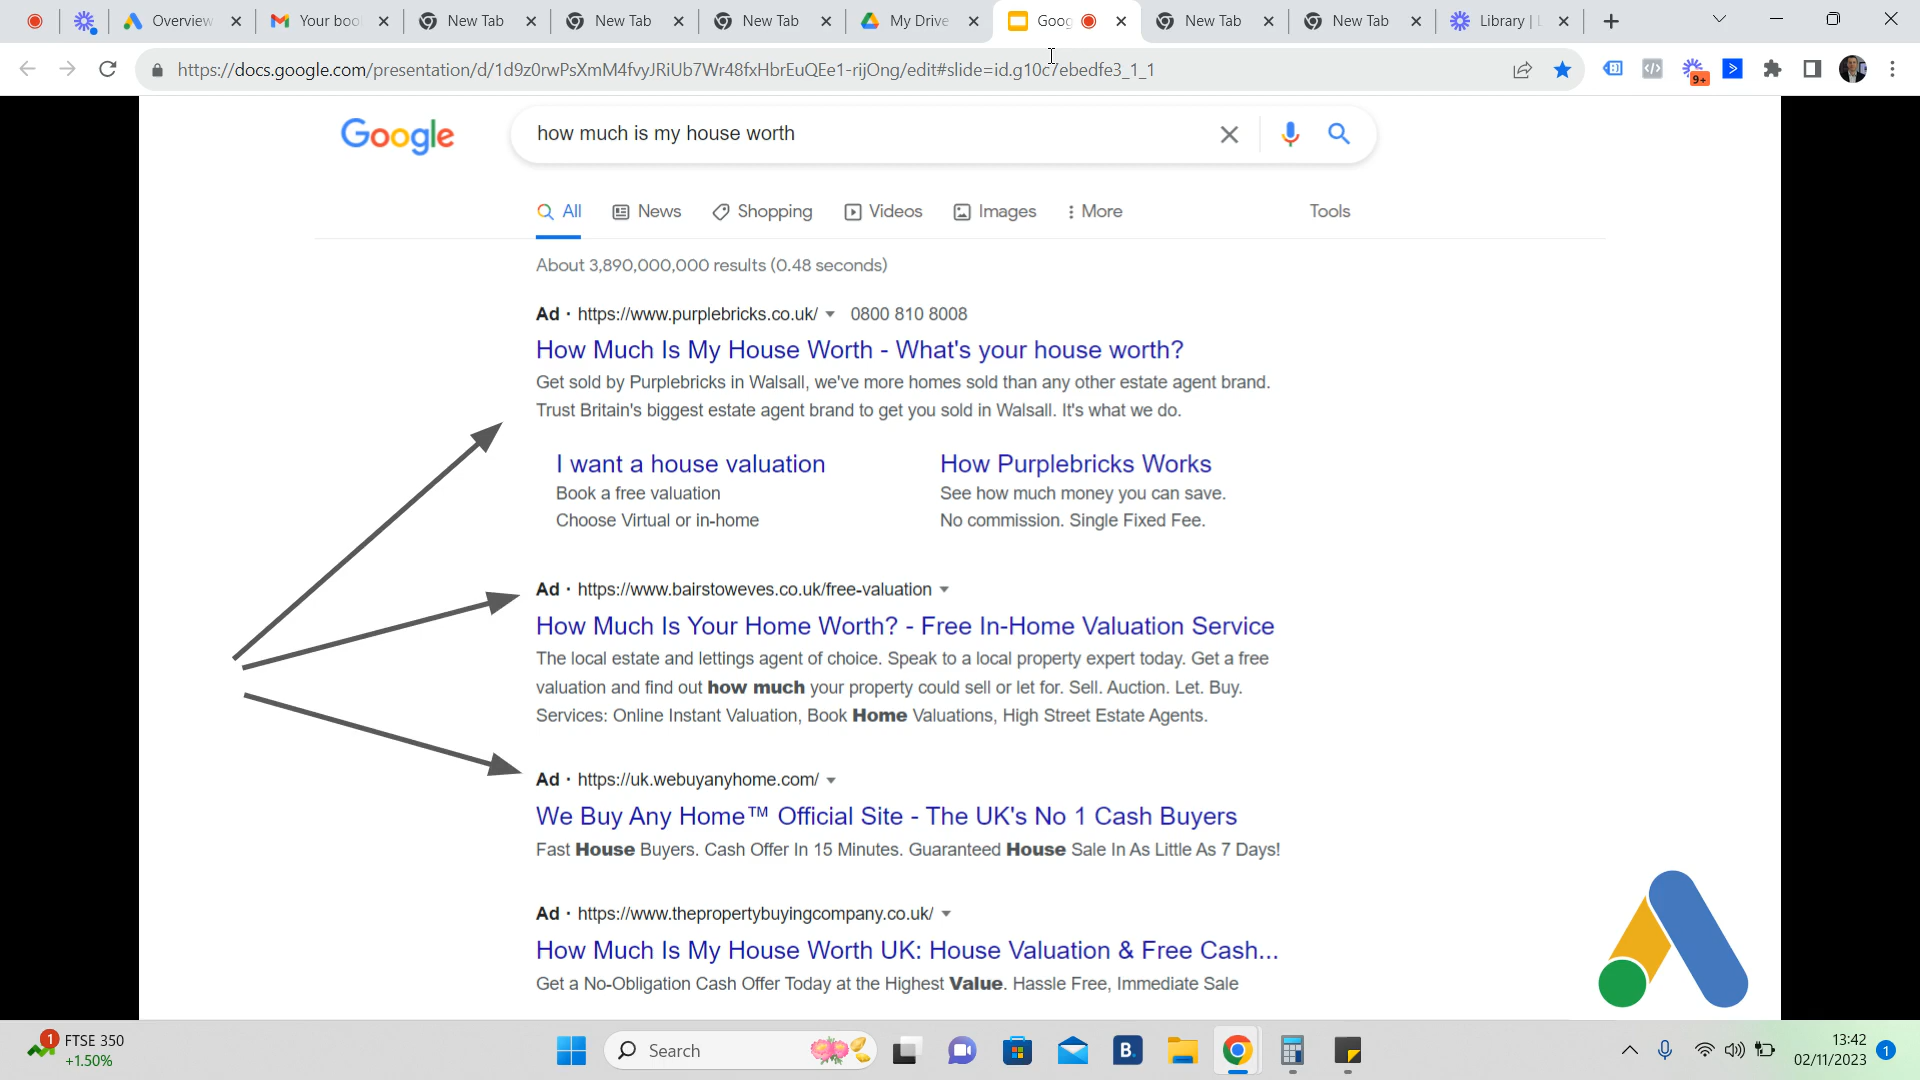 Overview
Your boo
New Tab
New Tab
New Tab
My Drive
Goog
New Tab
New Tab
Library | L
https://docs.google.com/presentation/d/1d9z0rwPsXmM4fvyJRiUb7Wr48fxHbrEuQEe1-rijOng/edit#slide=id.g10c7ebedfe3_1_1
9+
Google
how much is my house worth
All
News
Shopping
Videos
Images
More
Tools
About 3,890,000,000 results (0.48 seconds)
Ad · https://www.purplebricks.co.uk/ 0800 810 8008
How Much Is My House Worth - What's your house worth?
Get sold by Purplebricks in Walsall, we've more homes sold than any other estate agent brand.
Trust Britain's biggest estate agent brand to get you sold in Walsall. It's what we do.
I want a house valuation
Book a free valuation
Choose Virtual or in-home
How Purplebricks Works
See how much money you can save.
No commission. Single Fixed Fee.
Ad · https://www.bairstoweves.co.uk/free-valuation
How Much Is Your Home Worth? - Free In-Home Valuation Service
The local estate and lettings agent of choice. Speak to a local property expert today. Get a free
valuation and find out how much your property could sell or let for. Sell. Auction. Let. Buy.
Services: Online Instant Valuation, Book Home Valuations, High Street Estate Agents.
Ad · https://uk.webuyanyhome.com/
We Buy Any Home™ Official Site - The UK's No 1 Cash Buyers
Fast House Buyers. Cash Offer In 15 Minutes. Guaranteed House Sale In As Little As 7 Days!
Ad · https://www.thepropertybuyingcompany.co.uk/
How Much Is My House Worth UK: House Valuation & Free Cash...
Get a No-Obligation Cash Offer Today at the Highest Value. Hassle Free, Immediate Sale
1
FTSE 350
+1.50%
Search
B.
13:42
02/11/2023
1